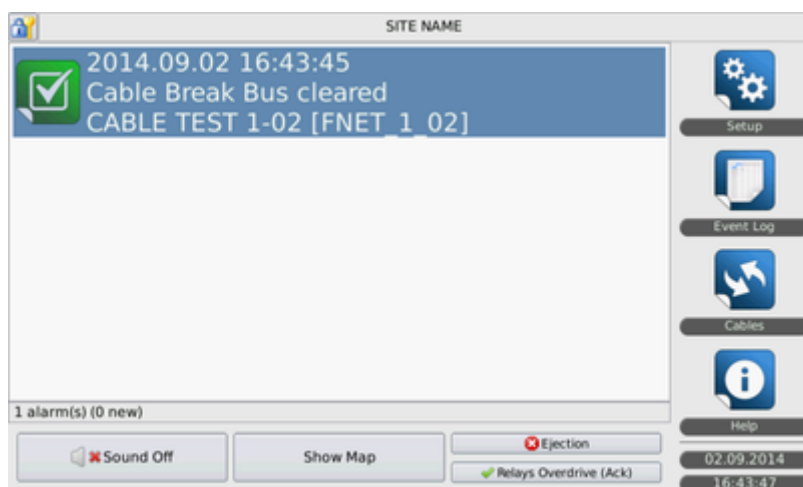 SITE NAME
2014.09.02 16:43:45
Cable Break Bus cleared
CABLE TEST 1-02 [FNET_1_02]
Setup
Event Log
Cables
Help
1 alarm(s) (0 new)
Sound Off
Show Map
Ejection
Relays Overdrive (Ack)
02.09.2014
16:43:47